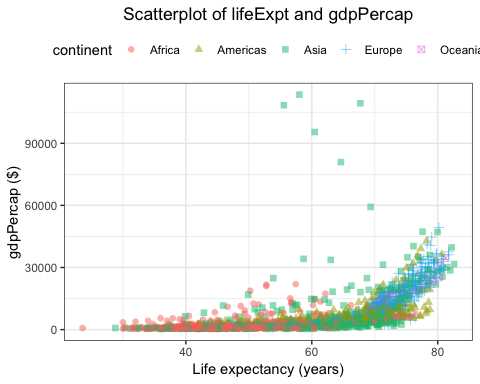 Scatterplot of lifeExpt and gdpPercap
continent Africa Americas Asia Europe Oceania
90000
60000
30000
0
gdpPercap ($)
40 60 80
Life expectancy (years)